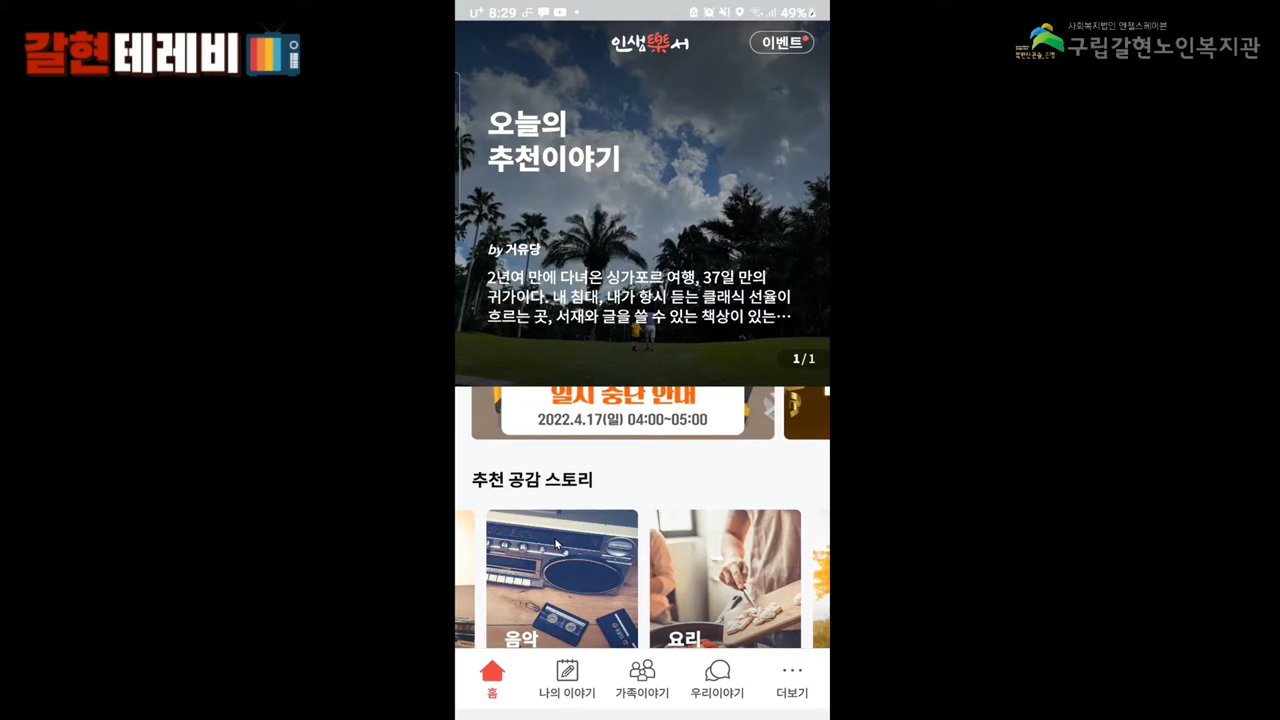 갈현테레비
사회복지법인 엔젤스헤이븐
구립갈현노인복지관
U+ 8:29
49%
인생樂서
이벤트
오늘의
추천이야기
by 거유당
2년여 만에 다녀온 싱가포르 여행, 37일 만의
귀가이다. 내 침대, 내가 항시 듣는 클래식 선율이
흐르는 곳, 서재와 글을 쓸 수 있는 책상이 있는…
1/1
일시 중단 안내
2022.4.17(일) 04:00~05:00
추천 공감 스토리
음악
요리
홈
나의 이야기
가족이야기
우리이야기
더보기